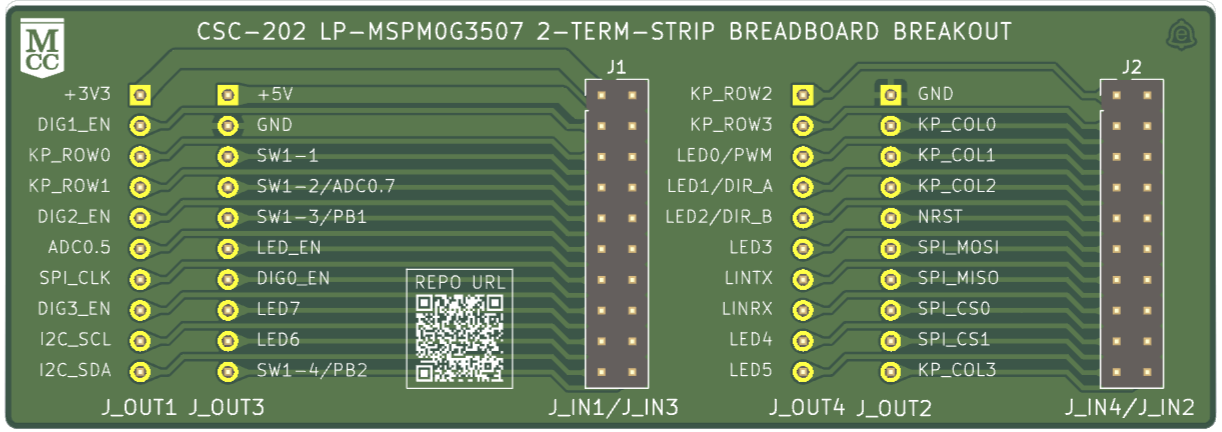 M
CC
CSC-202 LP-MSPM0G3507 2-TERM-STRIP BREADBOARD BREAKOUT
e
J1
J2
+3V3 +5V KP_ROW2 GND
DIG1_EN GND KP_ROW3 KP_COL0
KP_ROW0 SW1-1 LED0/PWM KP_COL1
KP_ROW1 SW1-2/ADC0.7 LED1/DIR_A KP_COL2
DIG2_EN SW1-3/PB1 LED2/DIR_B NRST
ADC0.5 LED_EN LED3 SPI_MOSI
SPI_CLK DIG0_EN LINTX SPI_MISO
REPO URL
DIG3_EN LED7 LINRX SPI_CS0
I2C_SCL LED6 LED4 SPI_CS1
I2C_SDA SW1-4/PB2 LED5 KP_COL3
J_OUT1 J_OUT3 J_IN1/J_IN3 J_OUT4 J_OUT2 J_IN4/J_IN2